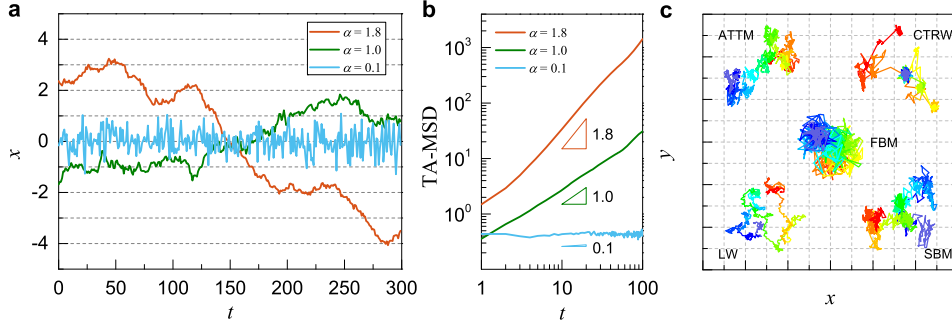 a
b
c
4
2
0
-2
-4
x
0
50
100
150
200
250
300
t
α = 1.8
α = 1.0
α = 0.1
10³
10²
10¹
10⁰
TA-MSD
1
10
100
t
α = 1.8
α = 1.0
α = 0.1
1.8
1.0
0.1
ATTM
CTRW
FBM
LW
SBM
y
x